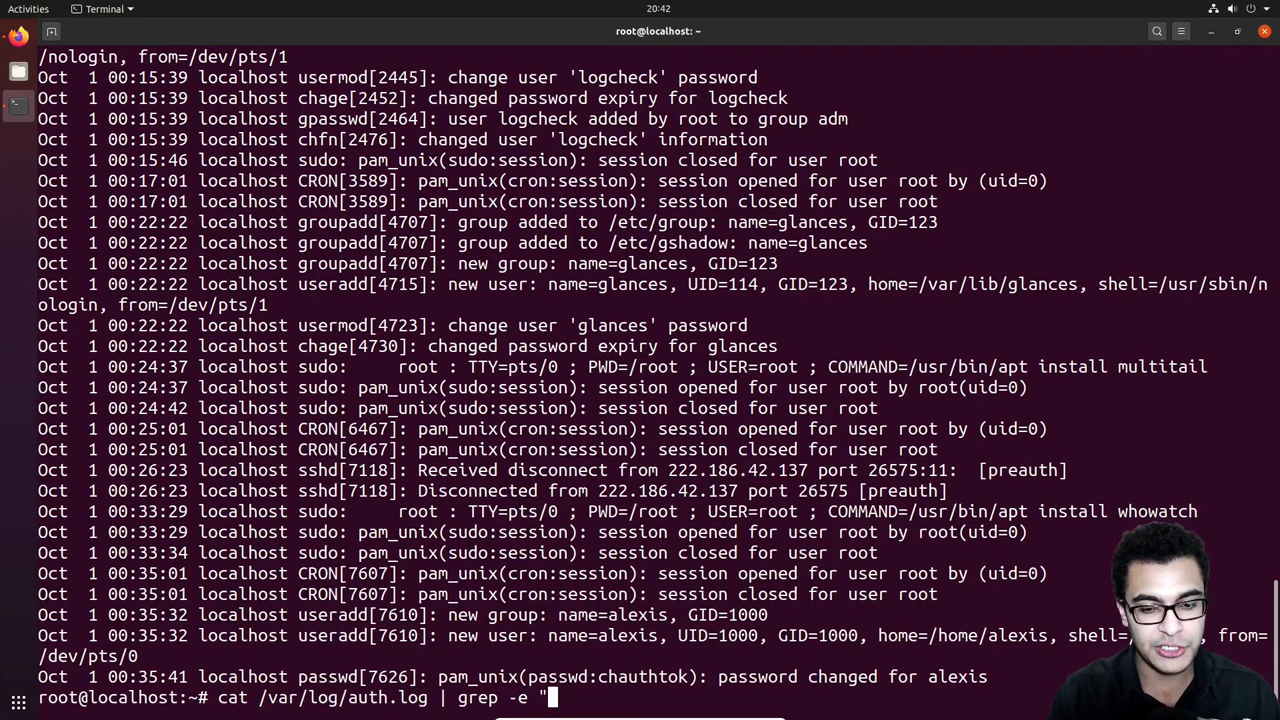 Activities
Terminal
20:42
root@localhost: ~
/nologin, from=/dev/pts/1
Oct  1 00:15:39 localhost usermod[2445]: change user 'logcheck' password
Oct  1 00:15:39 localhost chage[2452]: changed password expiry for logcheck
Oct  1 00:15:39 localhost gpasswd[2464]: user logcheck added by root to group adm
Oct  1 00:15:39 localhost chfn[2476]: changed user 'logcheck' information
Oct  1 00:15:46 localhost sudo: pam_unix(sudo:session): session closed for user root
Oct  1 00:17:01 localhost CRON[3589]: pam_unix(cron:session): session opened for user root by (uid=0)
Oct  1 00:17:01 localhost CRON[3589]: pam_unix(cron:session): session closed for user root
Oct  1 00:22:22 localhost groupadd[4707]: group added to /etc/group: name=glances, GID=123
Oct  1 00:22:22 localhost groupadd[4707]: group added to /etc/gshadow: name=glances
Oct  1 00:22:22 localhost groupadd[4707]: new group: name=glances, GID=123
Oct  1 00:22:22 localhost useradd[4715]: new user: name=glances, UID=114, GID=123, home=/var/lib/glances, shell=/usr/sbin/n
ologin, from=/dev/pts/1
Oct  1 00:22:22 localhost usermod[4723]: change user 'glances' password
Oct  1 00:22:22 localhost chage[4730]: changed password expiry for glances
Oct  1 00:24:37 localhost sudo:     root : TTY=pts/0 ; PWD=/root ; USER=root ; COMMAND=/usr/bin/apt install multitail
Oct  1 00:24:37 localhost sudo: pam_unix(sudo:session): session opened for user root by root(uid=0)
Oct  1 00:24:42 localhost sudo: pam_unix(sudo:session): session closed for user root
Oct  1 00:25:01 localhost CRON[6467]: pam_unix(cron:session): session opened for user root by (uid=0)
Oct  1 00:25:01 localhost CRON[6467]: pam_unix(cron:session): session closed for user root
Oct  1 00:26:23 localhost sshd[7118]: Received disconnect from 222.186.42.137 port 26575:11:  [preauth]
Oct  1 00:26:23 localhost sshd[7118]: Disconnected from 222.186.42.137 port 26575 [preauth]
Oct  1 00:33:29 localhost sudo:     root : TTY=pts/0 ; PWD=/root ; USER=root ; COMMAND=/usr/bin/apt install whowatch
Oct  1 00:33:29 localhost sudo: pam_unix(sudo:session): session opened for user root by root(uid=0)
Oct  1 00:33:34 localhost sudo: pam_unix(sudo:session): session closed for user root
Oct  1 00:35:01 localhost CRON[7607]: pam_unix(cron:session): session opened for user root by (uid=0)
Oct  1 00:35:01 localhost CRON[7607]: pam_unix(cron:session): session closed for user root
Oct  1 00:35:32 localhost useradd[7610]: new group: name=alexis, GID=1000
Oct  1 00:35:32 localhost useradd[7610]: new user: name=alexis, UID=1000, GID=1000, home=/home/alexis, shell=/ , from=
/dev/pts/0
Oct  1 00:35:41 localhost passwd[7626]: pam_unix(passwd:chauthtok): password changed for alexis
root@localhost:~# cat /var/log/auth.log | grep -e "